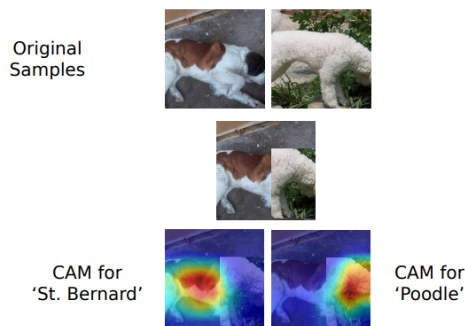 Original
Samples
CAM for
‘St. Bernard’
CAM for
‘Poodle’